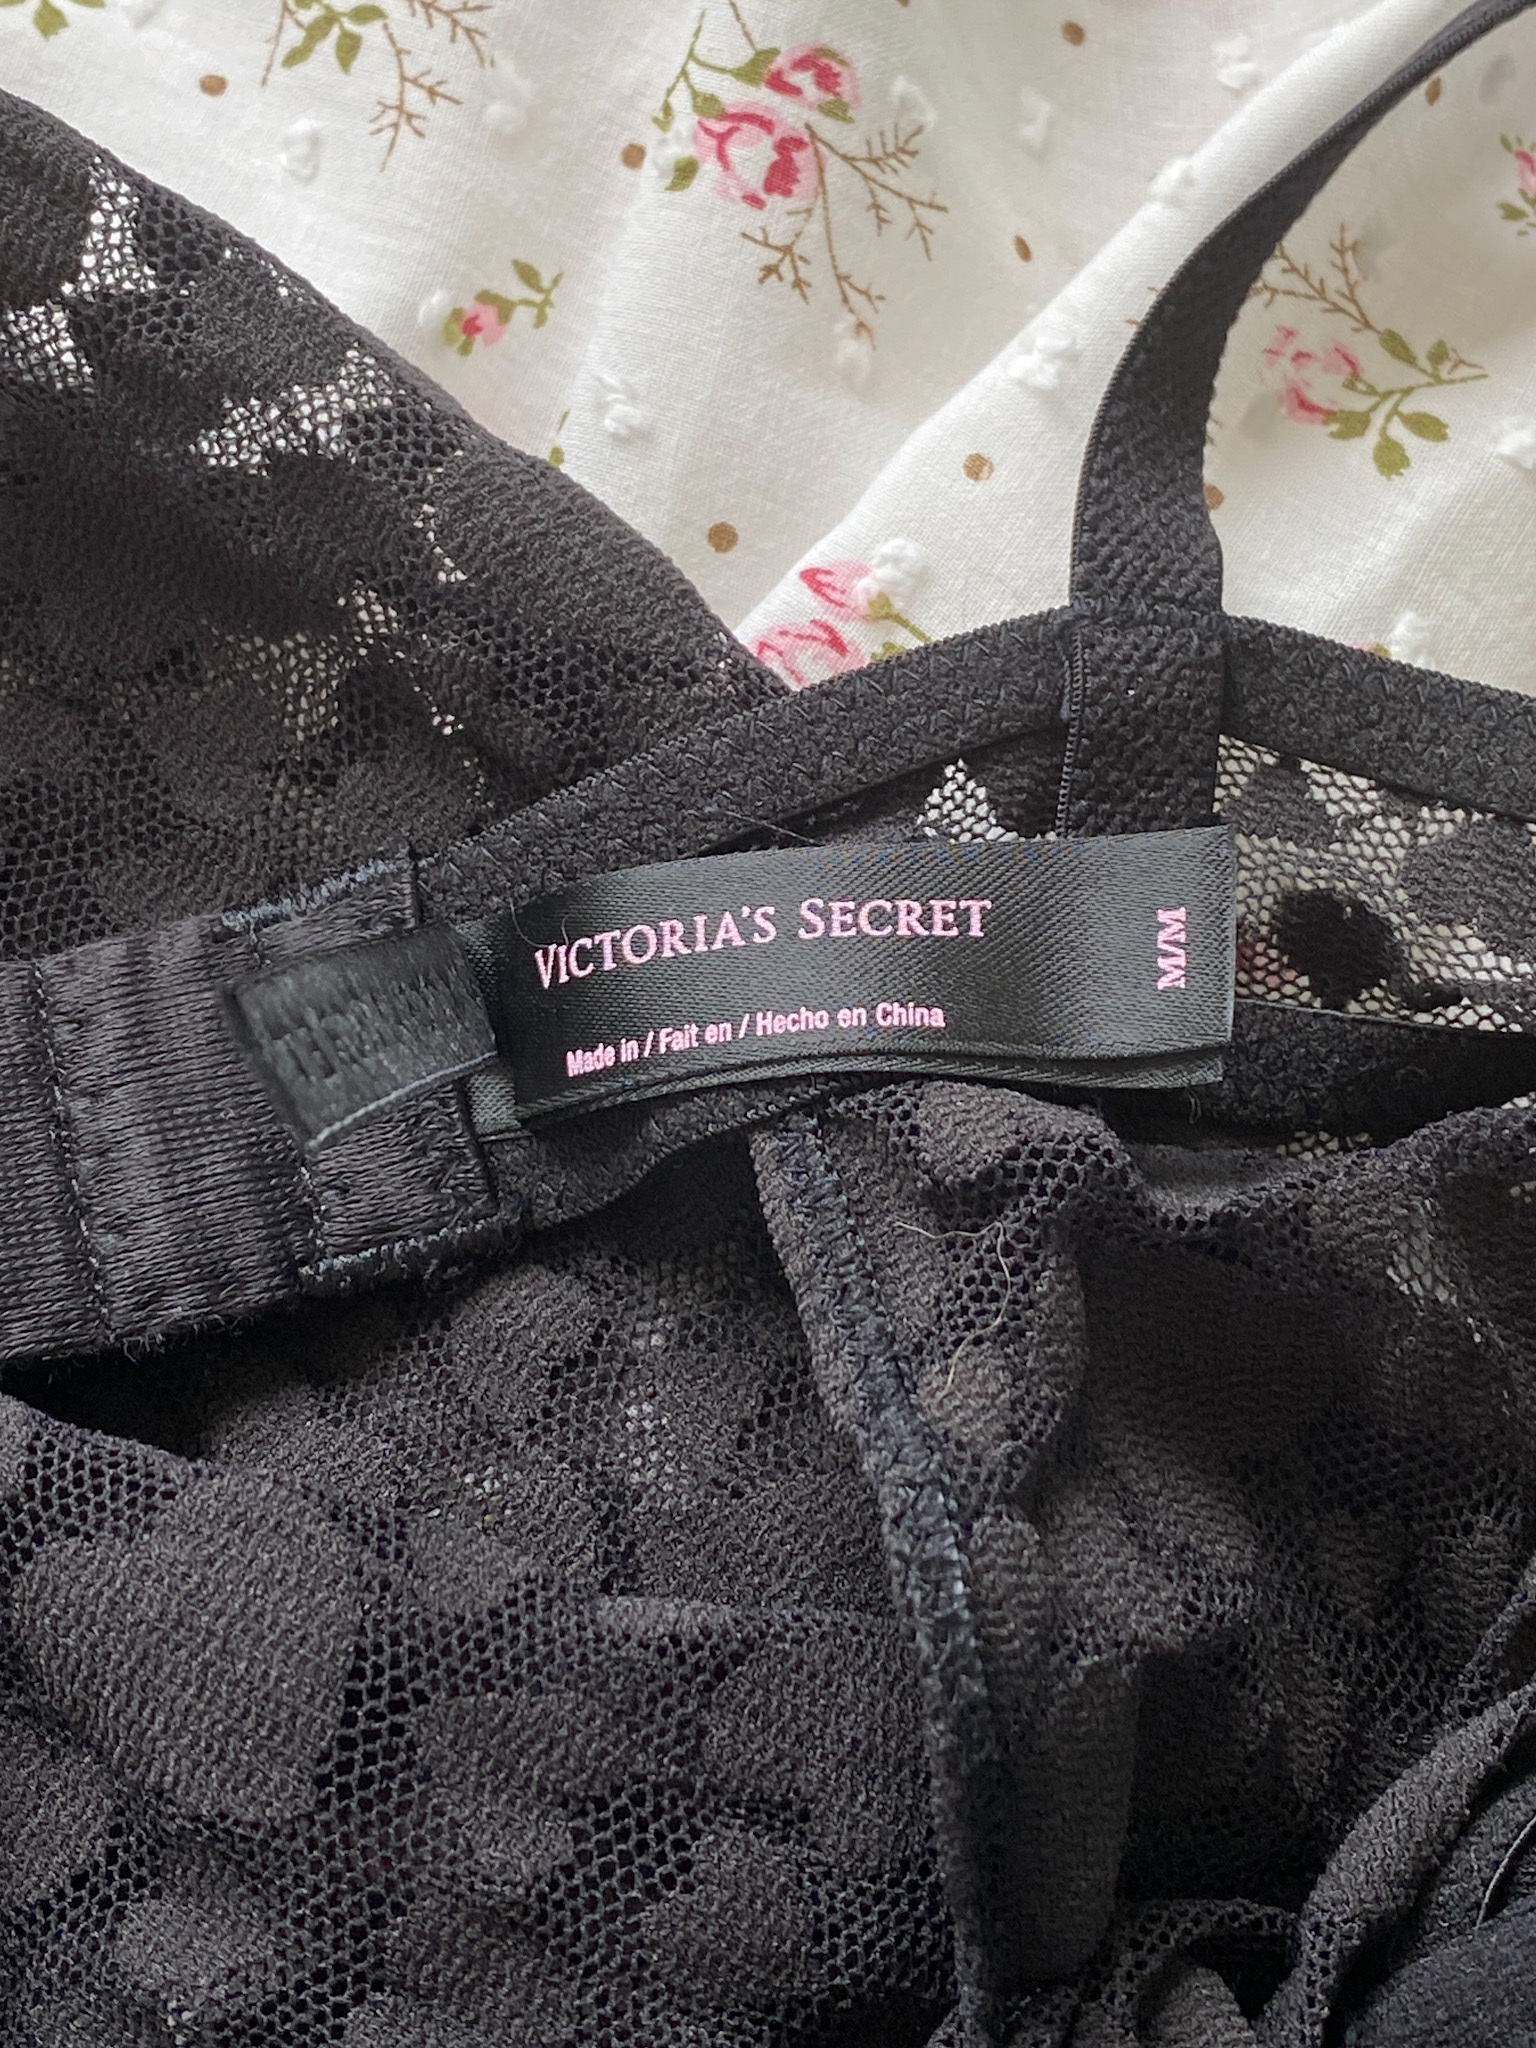 VICTORIA'S SECRET
Made in / Fait en / Hecho en China
M/M